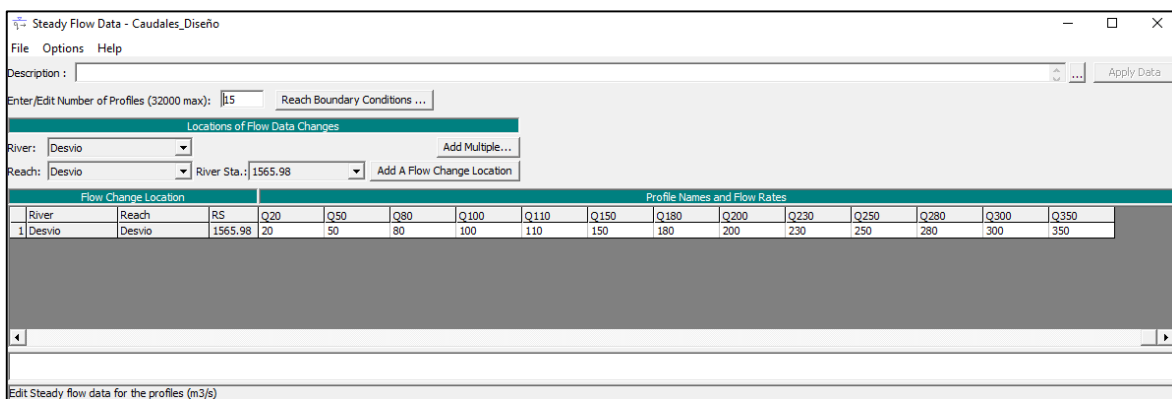 Steady Flow Data - Caudales_Diseño
File Options Help
Description : ... Apply Data
Enter/Edit Number of Profiles (32000 max): 15 Reach Boundary Conditions ...
Locations of Flow Data Changes
River: Desvio Add Multiple...
Reach: Desvio River Sta.: 1565.98 Add A Flow Change Location
Flow Change Location Profile Names and Flow Rates
River Reach RS Q20 Q50 Q80 Q100 Q110 Q150 Q180 Q200 Q230 Q250 Q280 Q300 Q350
1 Desvio Desvio 1565.98 20 50 80 100 110 150 180 200 230 250 280 300 350
Edit Steady flow data for the profiles (m3/s)